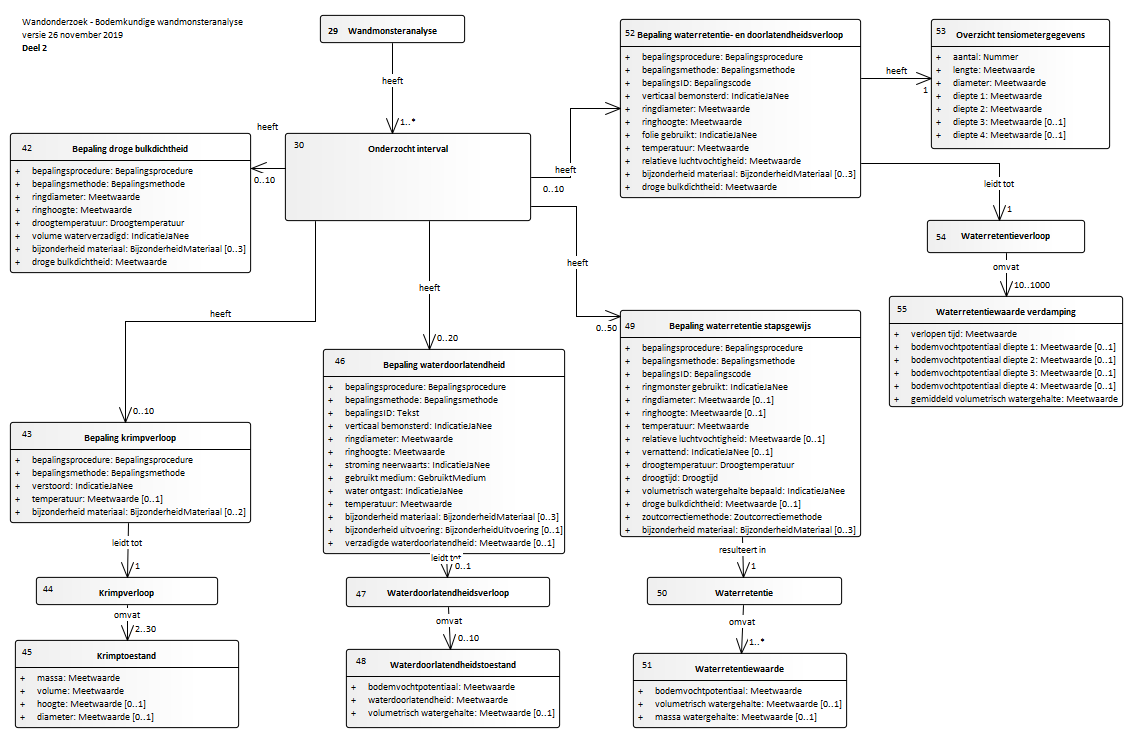 Wandonderzoek - Bodemkundige wandmonsteranalyse
versie 26 november 2019
Deel 2
29 Wandmonsteranalyse
heeft
1..*
30 Onderzocht interval
heeft
0..10
42 Bepaling droge bulkdichtheid
+ bepalingsprocedure: Bepalingsprocedure
+ bepalingsmethode: Bepalingsmethode
+ ringdiameter: Meetwaarde
+ ringhoogte: Meetwaarde
+ droogtemperatuur: Droogtemperatuur
+ volume waterverzadigd: IndicatieJaNee
+ bijzonderheid materiaal: BijzonderheidMateriaal [0..3]
+ droge bulkdichtheid: Meetwaarde
heeft
0..10
52 Bepaling waterretentie- en doorlatendheidsverloop
+ bepalingsprocedure: Bepalingsprocedure
+ bepalingsmethode: Bepalingsmethode
+ bepalingsID: Bepalingscode
+ verticaal bemonsterd: IndicatieJaNee
+ ringdiameter: Meetwaarde
+ ringhoogte: Meetwaarde
+ folie gebruikt: IndicatieJaNee
+ temperatuur: Meetwaarde
+ relatieve luchtvochtigheid: Meetwaarde
+ bijzonderheid materiaal: BijzonderheidMateriaal [0..3]
+ droge bulkdichtheid: Meetwaarde
heeft
1
53 Overzicht tensiometergegevens
+ aantal: Nummer
+ lengte: Meetwaarde
+ diameter: Meetwaarde
+ diepte 1: Meetwaarde
+ diepte 2: Meetwaarde
+ diepte 3: Meetwaarde [0..1]
+ diepte 4: Meetwaarde [0..1]
leidt tot
1
54 Waterretentieverloop
omvat
10..1000
55 Waterretentiewaarde verdamping
+ verlopen tijd: Meetwaarde
+ bodemvochtpotentiaal diepte 1: Meetwaarde [0..1]
+ bodemvochtpotentiaal diepte 2: Meetwaarde [0..1]
+ bodemvochtpotentiaal diepte 3: Meetwaarde [0..1]
+ bodemvochtpotentiaal diepte 4: Meetwaarde [0..1]
+ gemiddeld volumetrisch watergehalte: Meetwaarde
heeft
0..10
43 Bepaling krimpverloop
+ bepalingsprocedure: Bepalingsprocedure
+ bepalingsmethode: Bepalingsmethode
+ verstoord: IndicatieJaNee
+ temperatuur: Meetwaarde [0..1]
+ bijzonderheid materiaal: BijzonderheidMateriaal [0..2]
leidt tot
1
44 Krimpverloop
omvat
2..30
45 Krimptoestand
+ massa: Meetwaarde
+ volume: Meetwaarde
+ hoogte: Meetwaarde [0..1]
+ diameter: Meetwaarde [0..1]
heeft
0..20
46 Bepaling waterdoorlatendheid
+ bepalingsprocedure: Bepalingsprocedure
+ bepalingsmethode: Bepalingsmethode
+ bepalingsID: Tekst
+ verticaal bemonsterd: IndicatieJaNee
+ ringdiameter: Meetwaarde
+ ringhoogte: Meetwaarde
+ stroming neerwaarts: IndicatieJaNee
+ gebruikt medium: GebruiktMedium
+ water ontgast: IndicatieJaNee
+ temperatuur: Meetwaarde
+ bijzonderheid materiaal: BijzonderheidMateriaal [0..3]
+ bijzonderheid uitvoering: BijzonderheidUitvoering [0..1]
+ verzadigde waterdoorlatendheid: Meetwaarde [0..1]
leidt tot
0..1
47 Waterdoorlatendheidsverloop
omvat
0..10
48 Waterdoorlatendheidstoestand
+ bodemvochtpotentiaal: Meetwaarde
+ waterdoorlatendheid: Meetwaarde
+ volumetrisch watergehalte: Meetwaarde [0..1]
heeft
0..50
49 Bepaling waterretentie stapsgewijs
+ bepalingsprocedure: Bepalingsprocedure
+ bepalingsmethode: Bepalingsmethode
+ bepalingsID: Bepalingscode
+ ringmonster gebruikt: IndicatieJaNee
+ ringdiameter: Meetwaarde [0..1]
+ ringhoogte: Meetwaarde [0..1]
+ temperatuur: Meetwaarde
+ relatieve luchtvochtigheid: Meetwaarde [0..1]
+ vernattend: IndicatieJaNee [0..1]
+ droogtemperatuur: Droogtemperatuur
+ droogtijd: Droogtijd
+ volumetrisch watergehalte bepaald: IndicatieJaNee
+ droge bulkdichtheid: Meetwaarde [0..1]
+ zoutcorrectiemethode: Zoutcorrectiemethode
+ bijzonderheid materiaal: BijzonderheidMateriaal [0..3]
resulteert in
1
50 Waterretentie
omvat
1..*
51 Waterretentiewaarde
+ bodemvochtpotentiaal: Meetwaarde
+ volumetrisch watergehalte: Meetwaarde [0..1]
+ massa watergehalte: Meetwaarde [0..1]